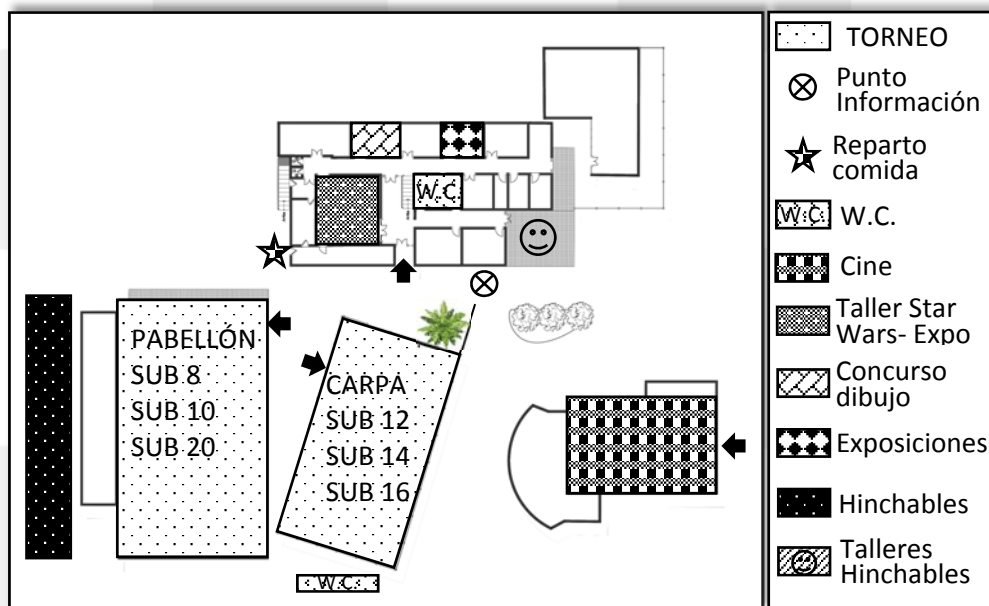 W.C
PABELLÓN
SUB 8
SUB 10
SUB 20
CARPA
SUB 12
SUB 14
SUB 16
W.C.
TORNEO
Punto
Información
Reparto
comida
W.C.
W.C.
Cine
Taller Star
Wars- Expo
Concurso
dibujo
Exposiciones
Hinchables
Talleres
Hinchables